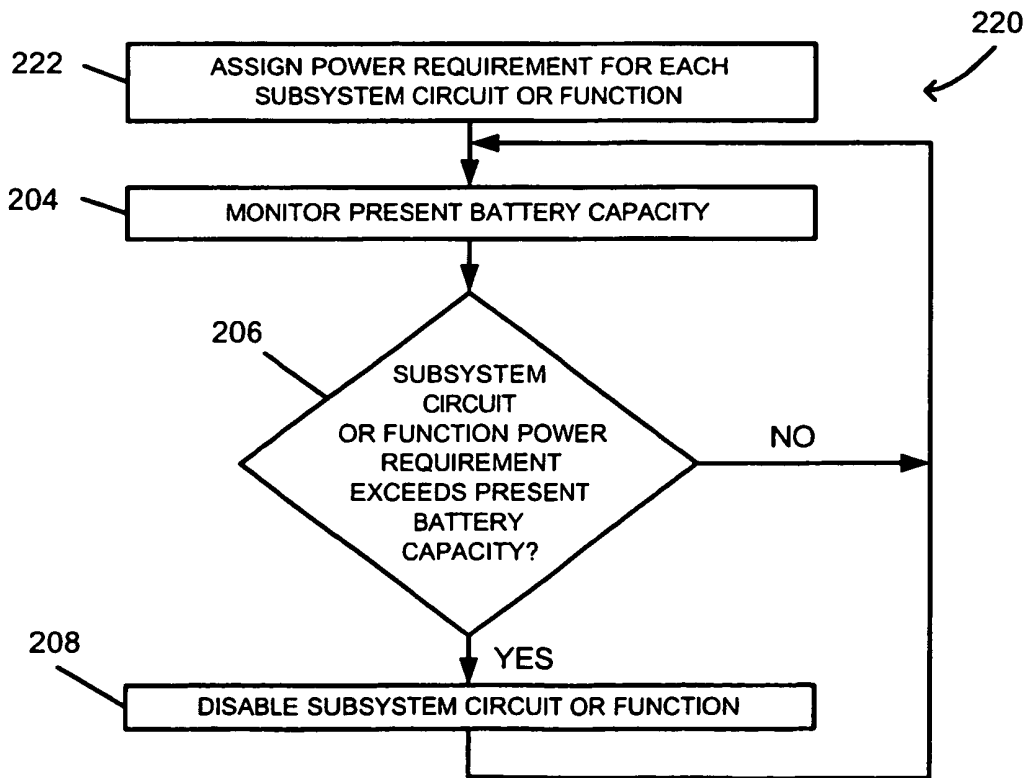 220
222
ASSIGN POWER REQUIREMENT FOR EACH
SUBSYSTEM CIRCUIT OR FUNCTION
204
MONITOR PRESENT BATTERY CAPACITY
206
SUBSYSTEM
CIRCUIT
OR FUNCTION POWER
REQUIREMENT
EXCEEDS PRESENT
BATTERY
CAPACITY?
NO
YES
208
DISABLE SUBSYSTEM CIRCUIT OR FUNCTION